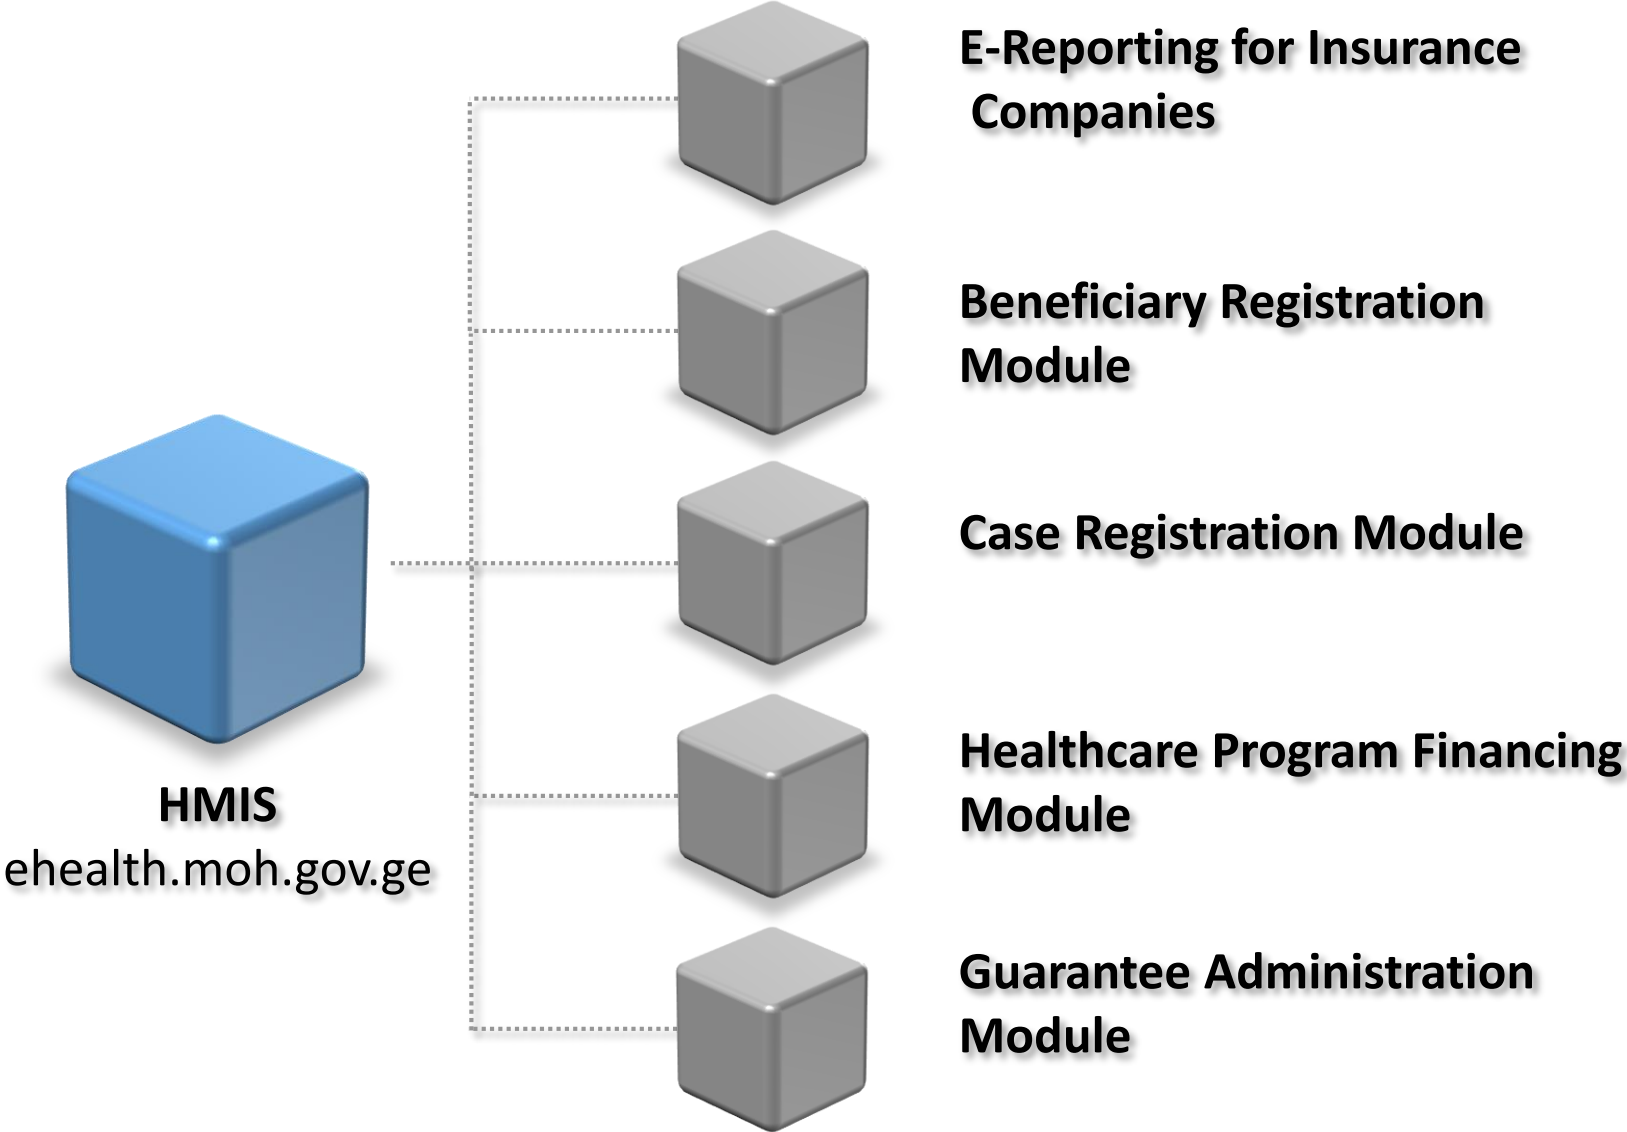 E-Reporting for Insurance
Companies
Beneficiary Registration
Module
Case Registration Module
HMIS
ehealth.moh.gov.ge
Healthcare Program Financing
Module
Guarantee Administration
Module